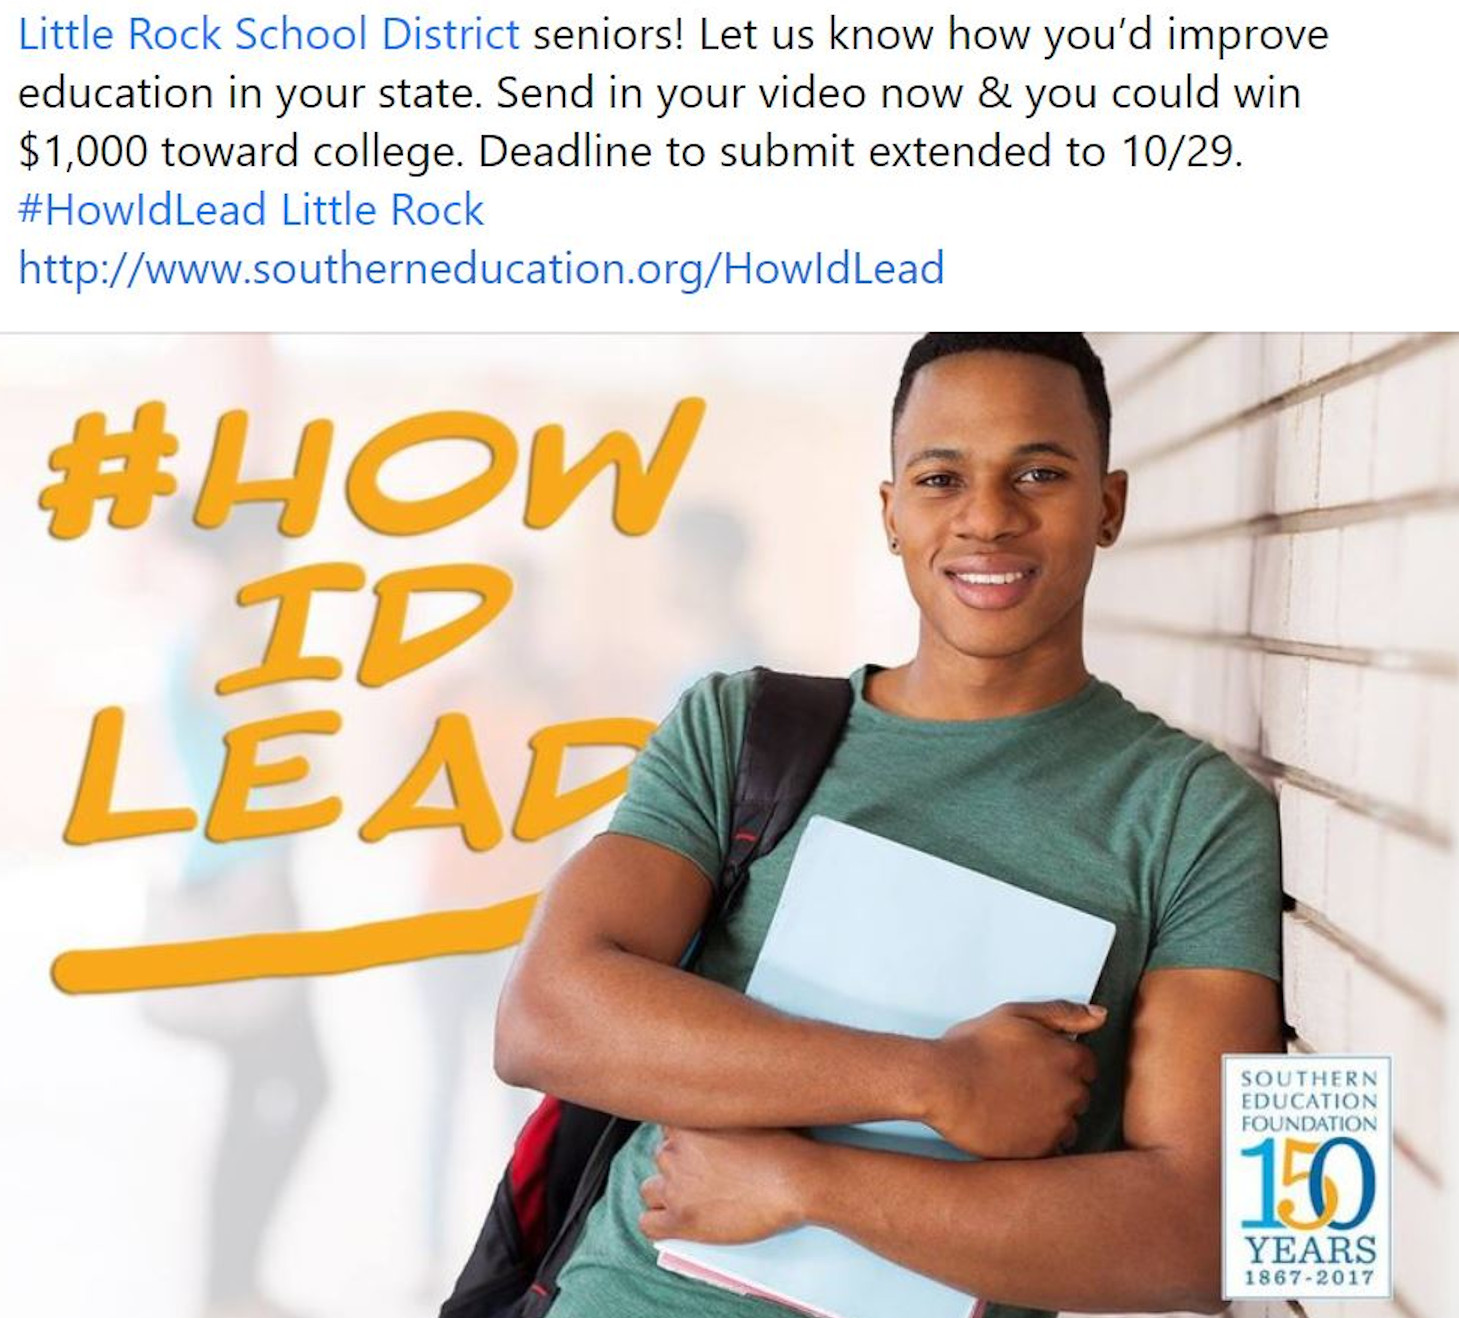 Little Rock School District seniors! Let us know how you’d improve
education in your state. Send in your video now & you could win
$1,000 toward college. Deadline to submit extended to 10/29.
#HowIdLead Little Rock
http://www.southerneducation.org/HowIdLead
#HOW
ID
LEAD
SOUTHERN
EDUCATION
FOUNDATION
150
YEARS
1867-2017